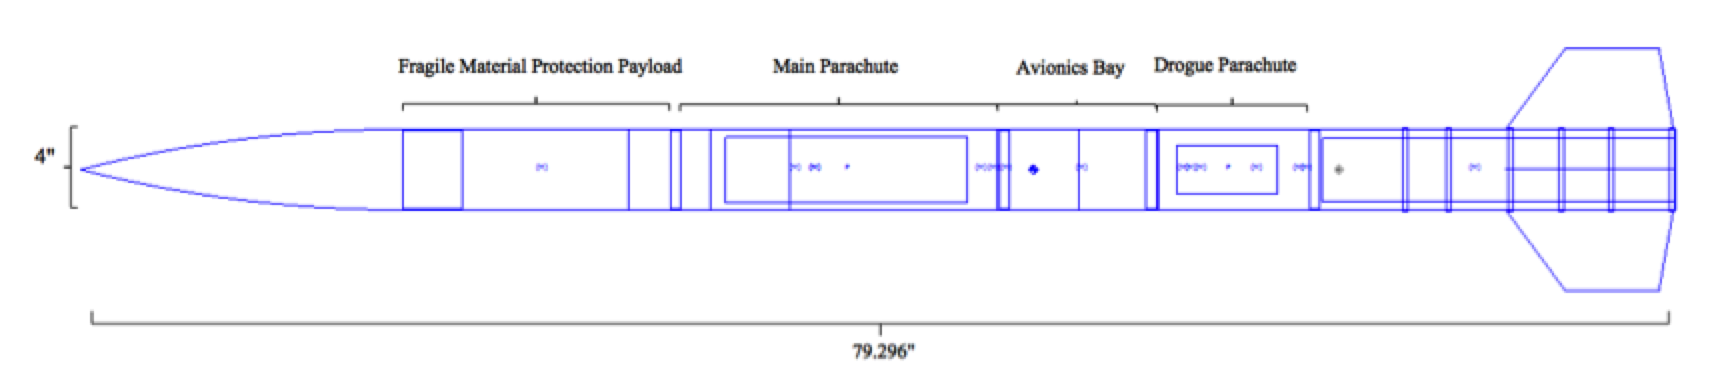 Fragile Material Protection Payload
Main Parachute
Avionics Bay
Drogue Parachute
4"
79.296"